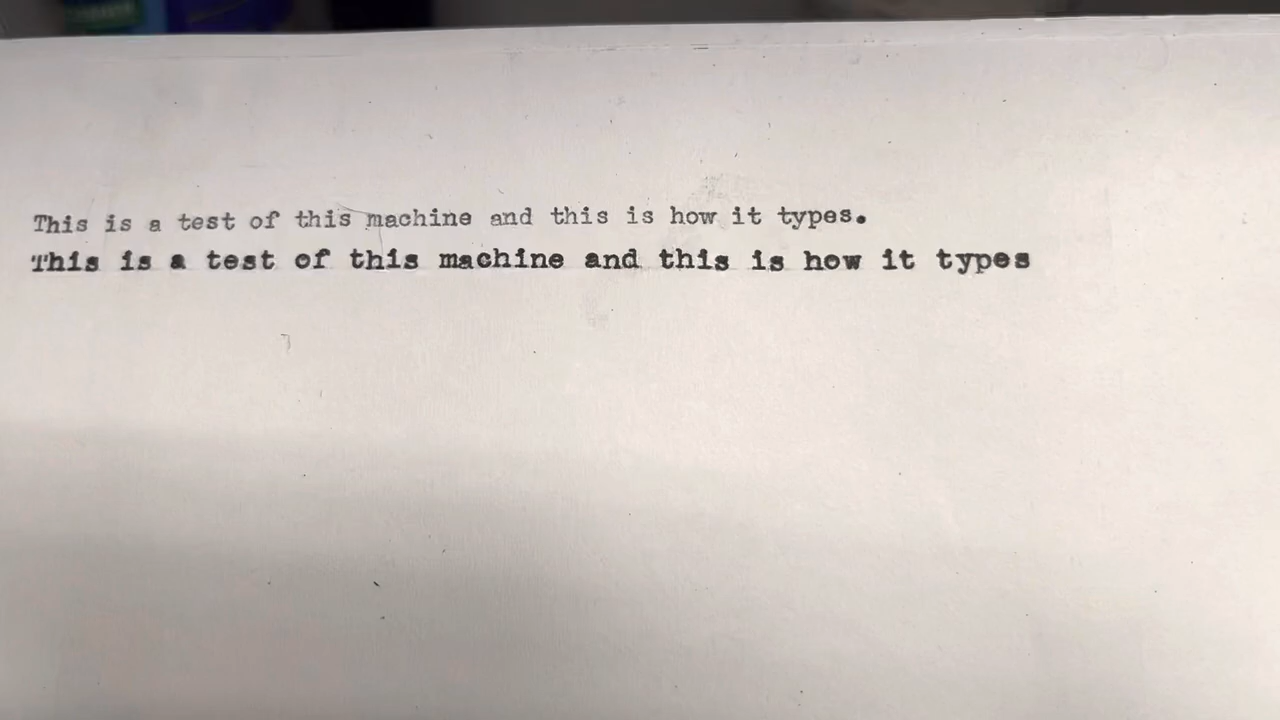 This is a test of this machine and this is how it types.
This is a test of this machine and this is how it types